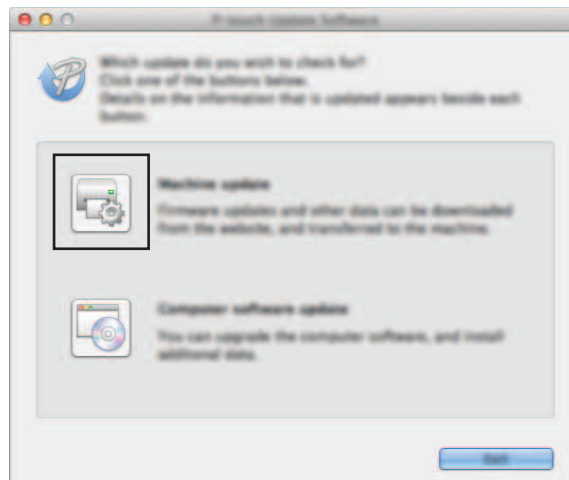 P-touch Update Software
Which update do you wish to check for?
Click one of the buttons below.
Details on the information that is updated appears beside each
button.
Machine update
Firmware updates and other data can be downloaded
from the website, and transferred to the machine.
Computer software update
You can upgrade the computer software, and install
additional data.
Exit